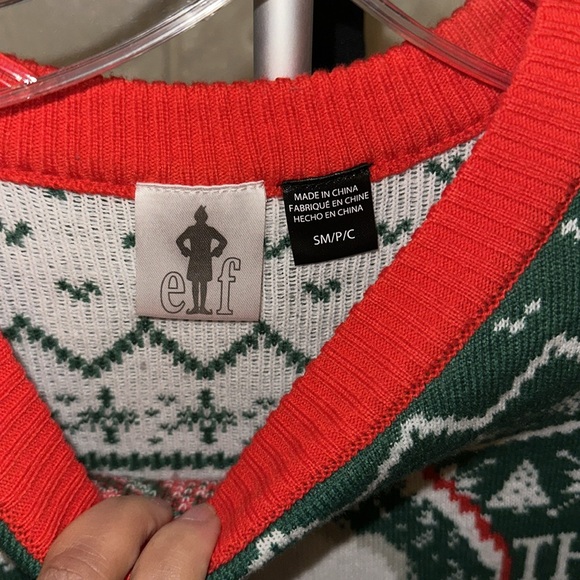 elf
MADE IN CHINA
FABRIQUÉ EN CHINE
HECHO EN CHINA
SM/P/C